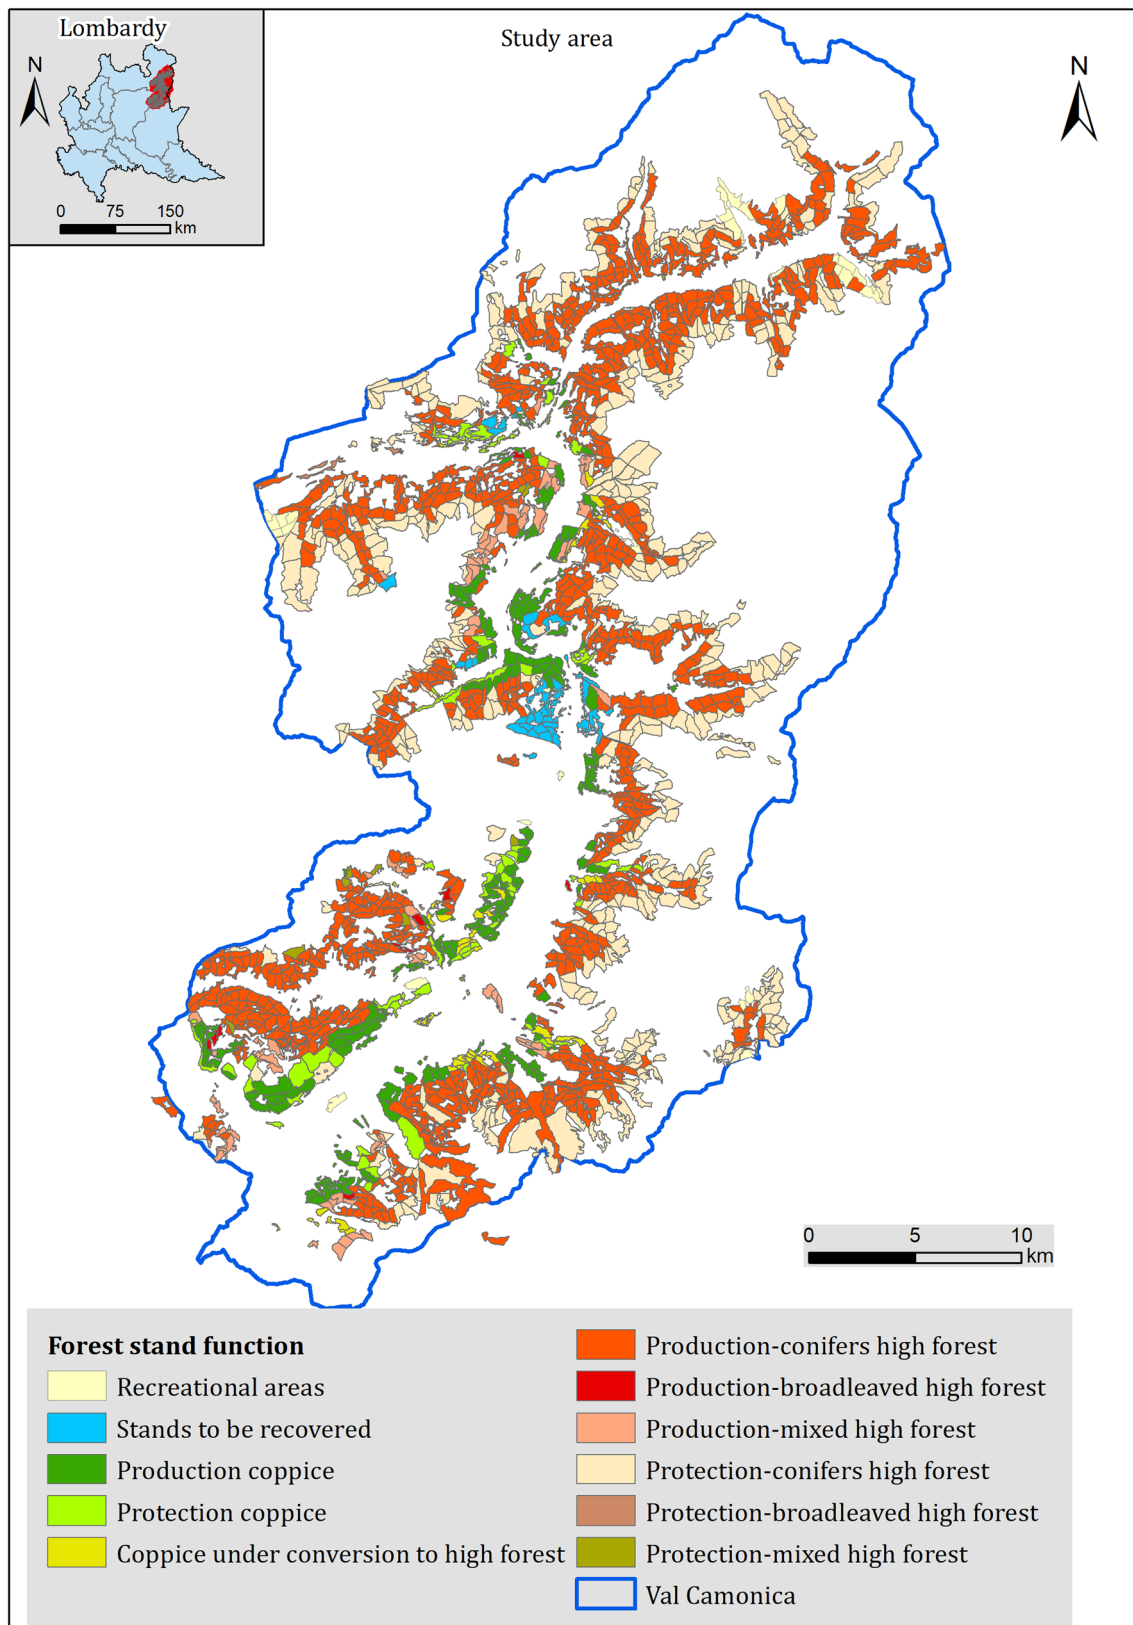 Lombardy
N
0 75 150
km
Study area
N
0 5 10
km
Forest stand function
Recreational areas
Stands to be recovered
Production coppice
Protection coppice
Coppice under conversion to high forest
Production-conifers high forest
Production-broadleaved high forest
Production-mixed high forest
Protection-conifers high forest
Protection-broadleaved high forest
Protection-mixed high forest
Val Camonica